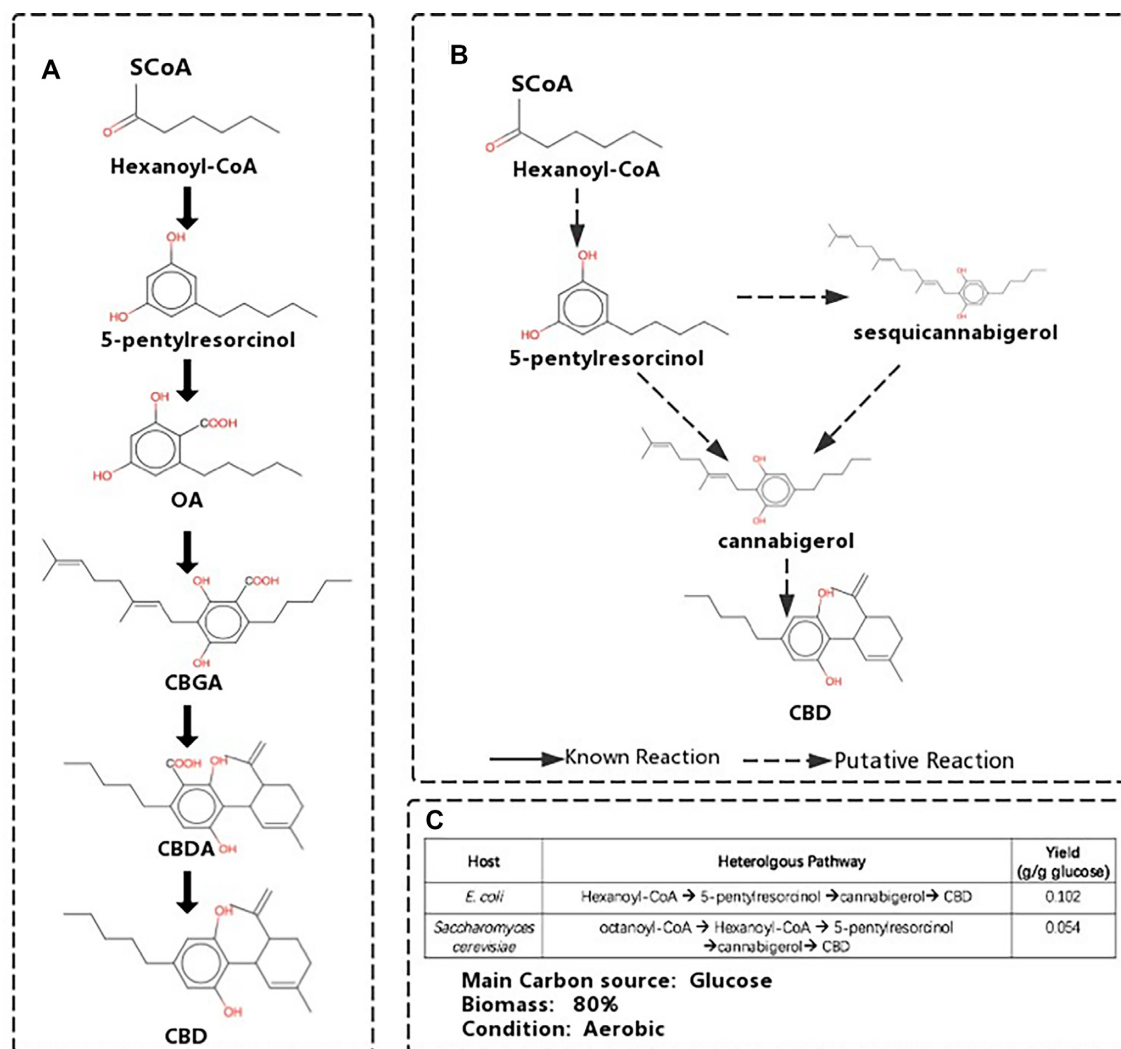 A
SCoA
O
Hexanoyl-CoA
OH
HO
5-pentylresorcinol
OH
COOH
HO
OA
OH
COOH
OH
CBGA
COOH
OH
CBDA
OH
OH
OH
CBD
B
SCoA
O
Hexanoyl-CoA
OH
HO
5-pentylresorcinol
OH
OH
sesquicannabigerol
OH
OH
cannabigerol
OH
OH
CBD
Known Reaction
Putative Reaction
C
Host Heterolgous Pathway Yield
(g/g glucose)
E. coli Hexanoyl-CoA → 5-pentylresorcinol →cannabigerol→ CBD 0.102
Saccharomyces octanoyl-CoA → Hexanoyl-CoA → 5-pentylresorcinol 0.054
cerevisiae →cannabigerol→ CBD
Main Carbon source: Glucose
Biomass: 80%
Condition: Aerobic